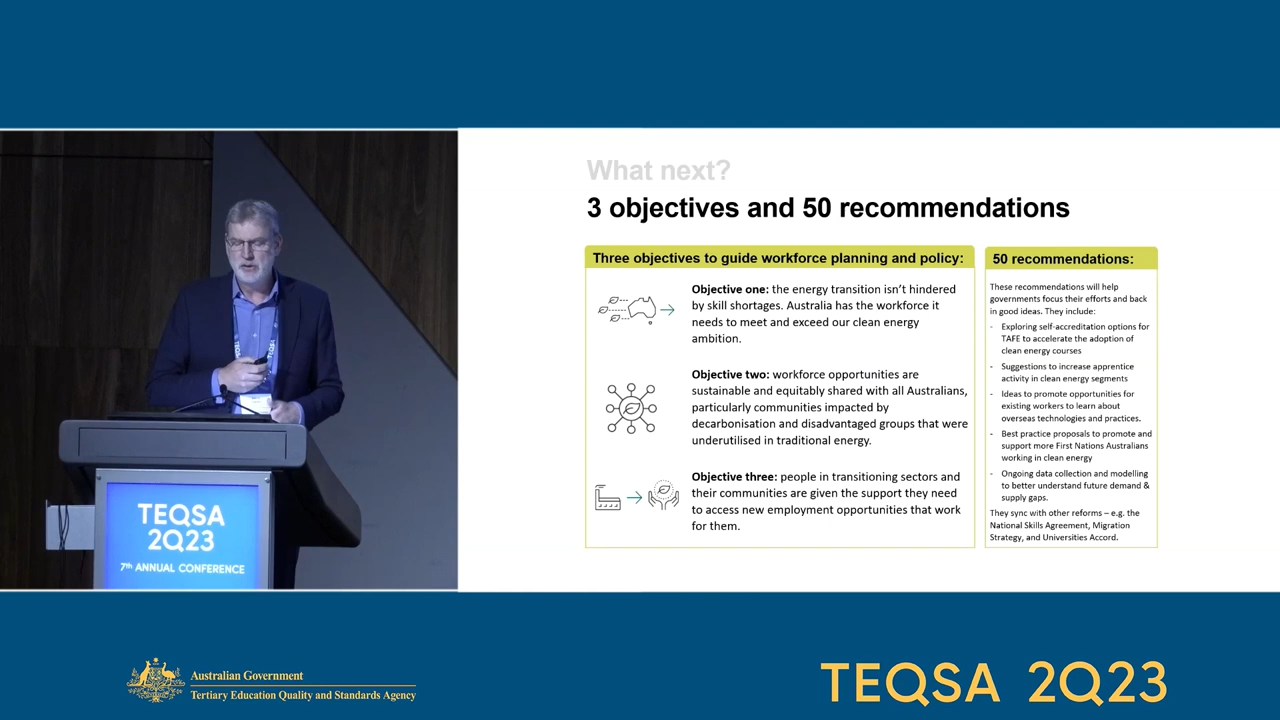 What next?
3 objectives and 50 recommendations
Three objectives to guide workforce planning and policy:
Objective one: the energy transition isn't hindered
by skill shortages. Australia has the workforce it
needs to meet and exceed our clean energy
ambition.
Objective two: workforce opportunities are
sustainable and equitably shared with all Australians,
particularly communities impacted by
decarbonisation and disadvantaged groups that were
underutilised in traditional energy.
Objective three: people in transitioning sectors and
their communities are given the support they need
to access new employment opportunities that work
for them.
50 recommendations:
These recommendations will help
governments focus their efforts and back
in good ideas. They include:
- Exploring self-accreditation options for
TAFE to accelerate the adoption of
clean energy courses
- Suggestions to increase apprentice
activity in clean energy segments
- Ideas to promote opportunities for
existing workers to learn about
overseas technologies and practices.
- Best practice proposals to promote and
support more First Nations Australians
working in clean energy
- Ongoing data collection and modelling
to better understand future demand &
supply gaps.
They sync with other reforms – e.g. the
National Skills Agreement, Migration
Strategy, and Universities Accord.
TEQSA
2Q23
7th ANNUAL CONFERENCE
Australian Government
Tertiary Education Quality and Standards Agency
TEQSA 2Q23